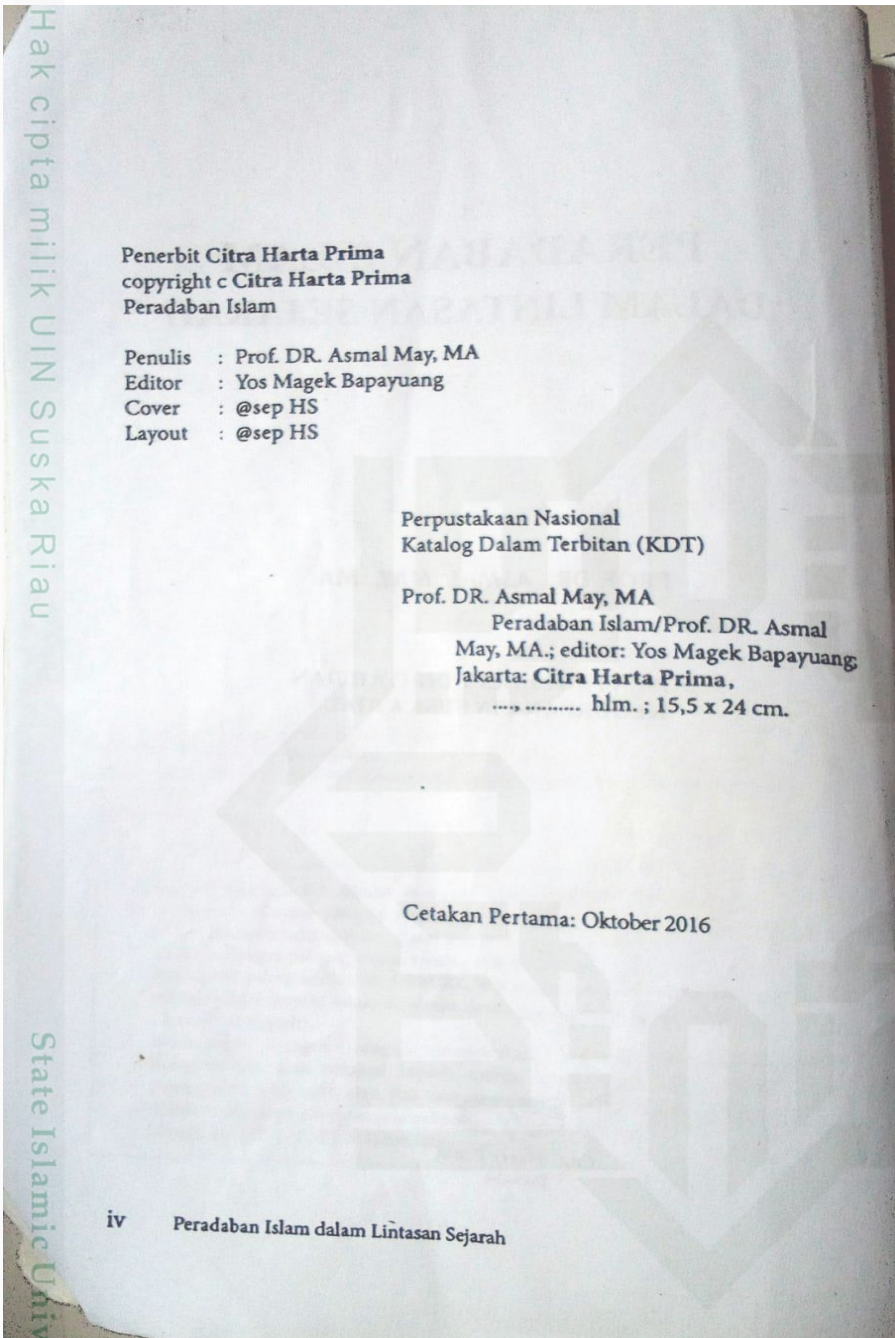 Hak cipta milik UIN Suska Riau
State Islamic Univ
Penerbit Citra Harta Prima
copyright c Citra Harta Prima
Peradaban Islam
Penulis : Prof. DR. Asmal May, MA
Editor : Yos Magek Bapayuang
Cover : @sep HS
Layout : @sep HS
Perpustakaan Nasional
Katalog Dalam Terbitan (KDT)
Prof. DR. Asmal May, MA
Peradaban Islam/Prof. DR. Asmal
May, MA.; editor: Yos Magek Bapayuang;
Jakarta: Citra Harta Prima,
...., .......... hlm. ; 15,5 x 24 cm.
Cetakan Pertama: Oktober 2016
iv Peradaban Islam dalam Lintasan Sejarah